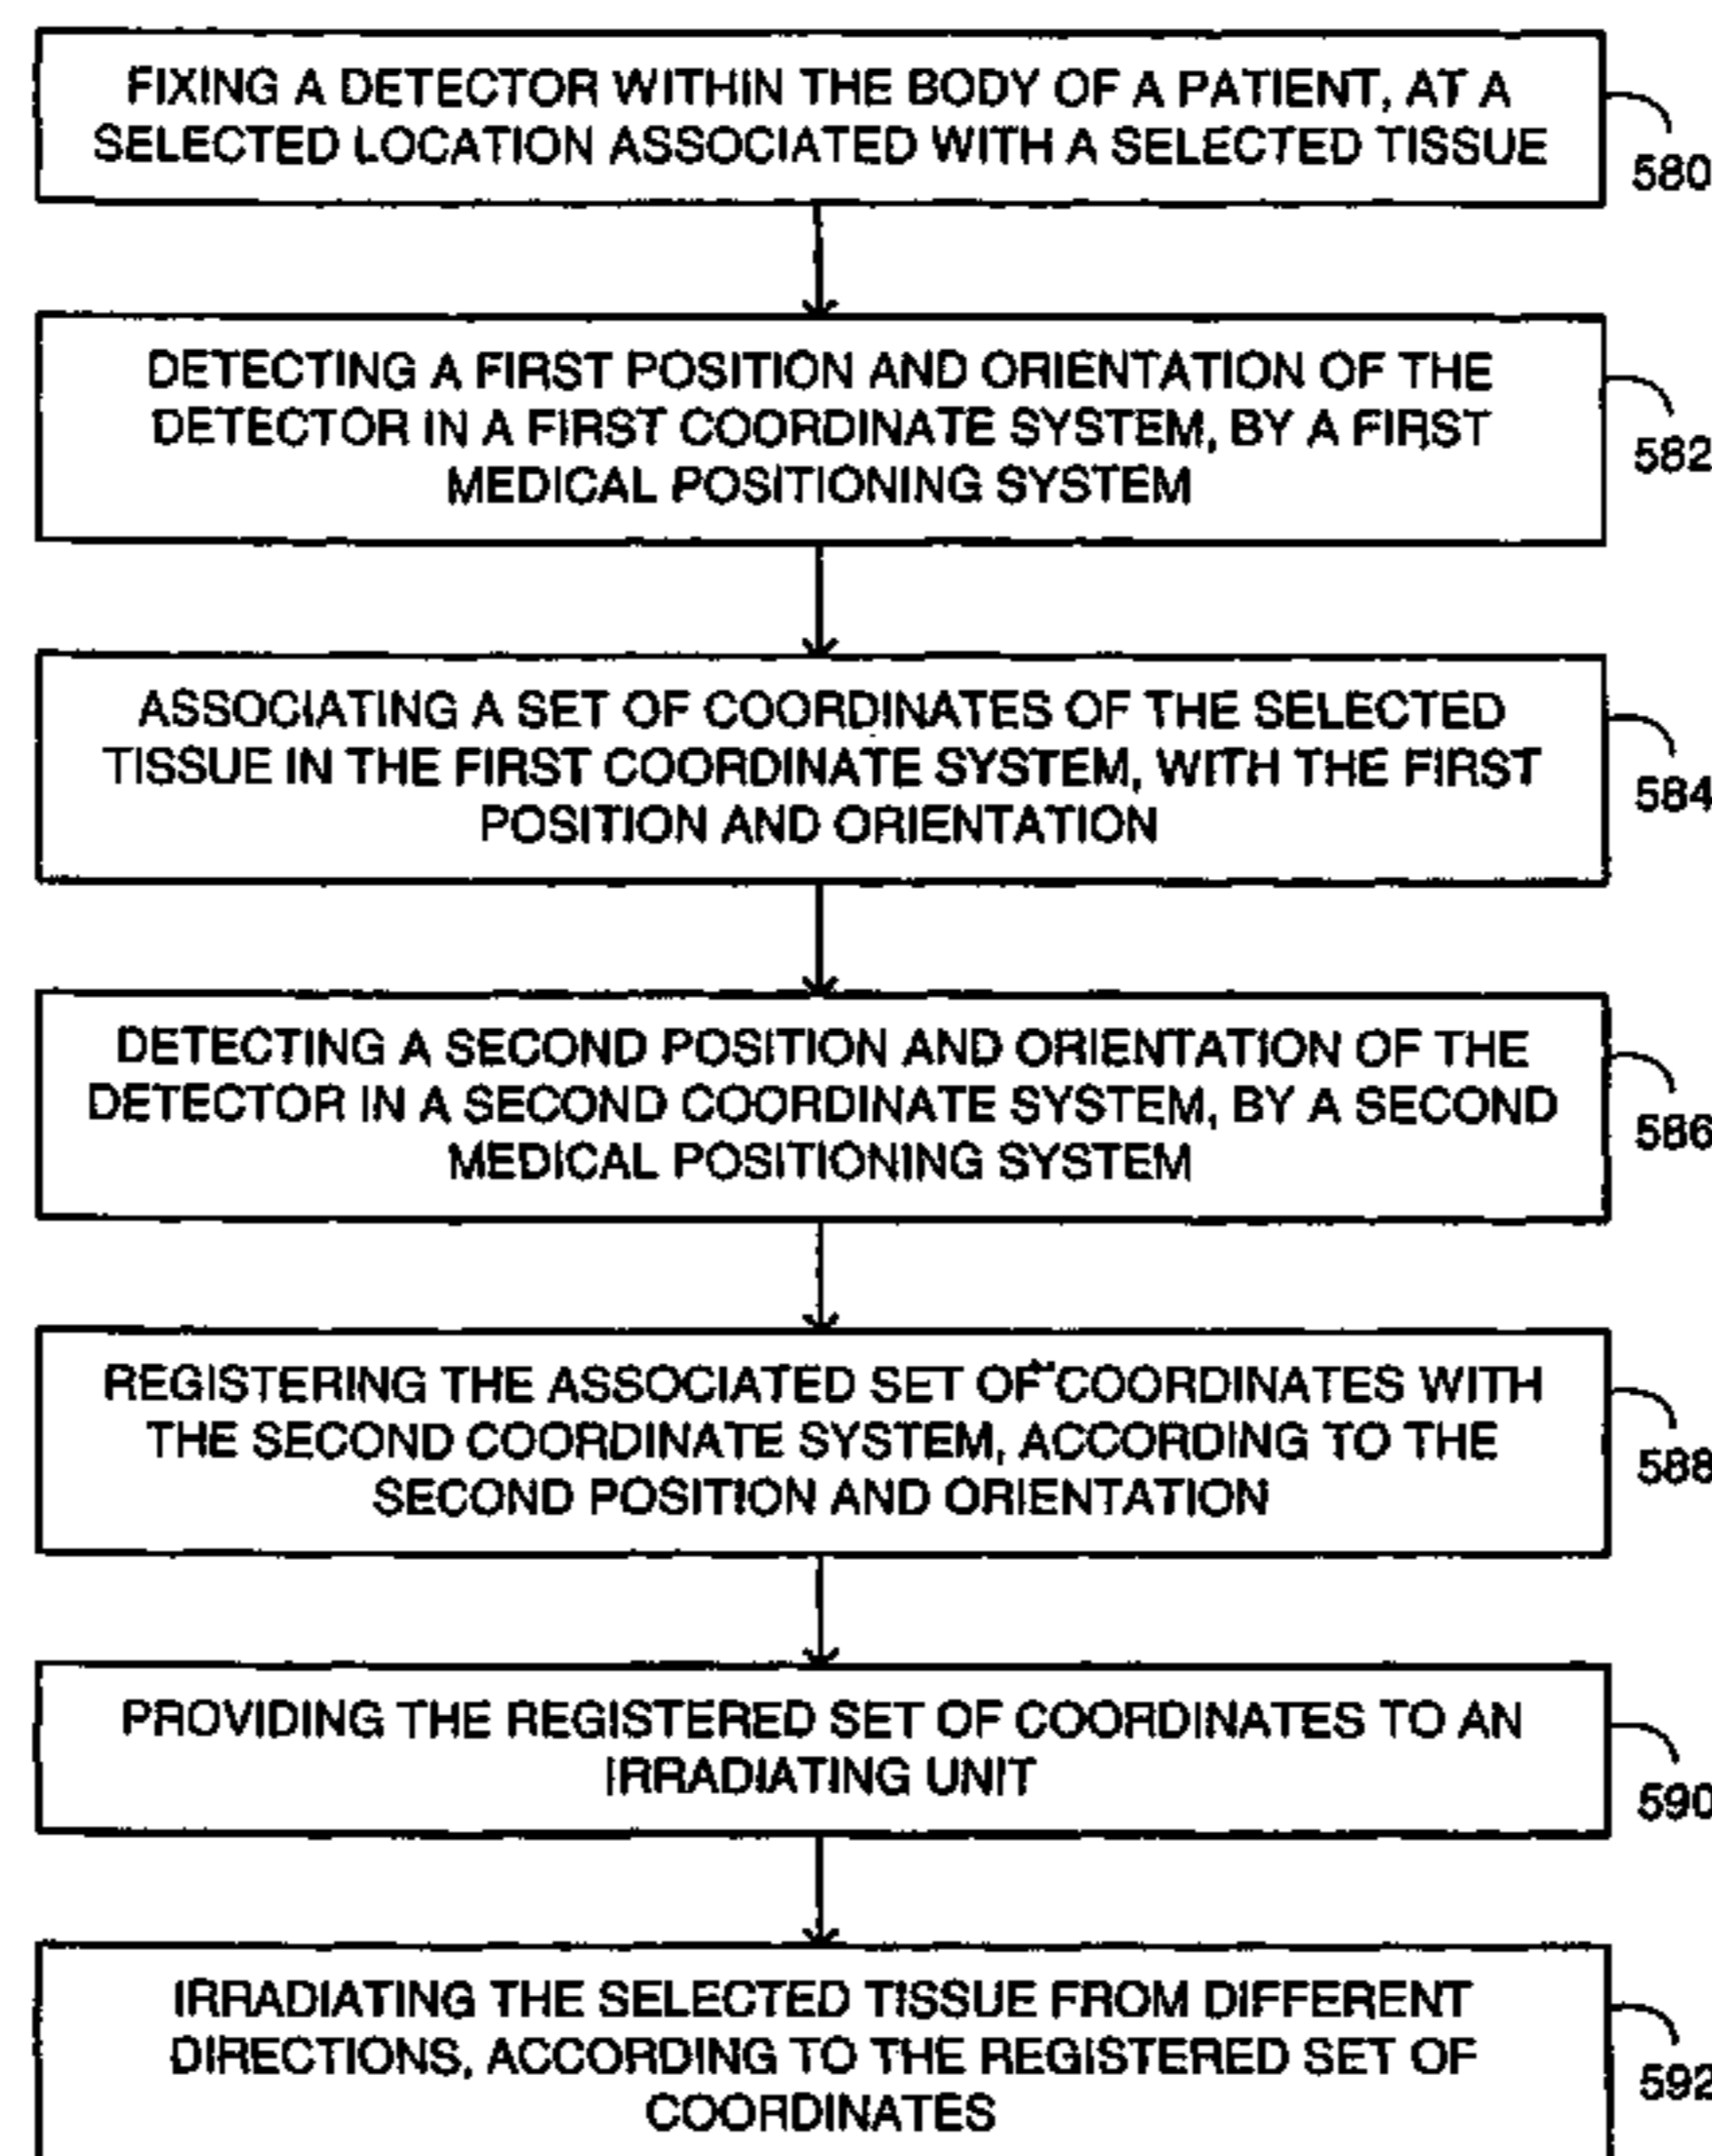 FIXING A DETECTOR WITHIN THE BODY OF A PATIENT, AT A
SELECTED LOCATION ASSOCIATED WITH A SELECTED TISSUE
580
DETECTING A FIRST POSITION AND ORIENTATION OF THE
DETECTOR IN A FIRST COORDINATE SYSTEM, BY A FIRST
MEDICAL POSITIONING SYSTEM
582
ASSOCIATING A SET OF COORDINATES OF THE SELECTED
TISSUE IN THE FIRST COORDINATE SYSTEM, WITH THE FIRST
POSITION AND ORIENTATION
584
DETECTING A SECOND POSITION AND ORIENTATION OF THE
DETECTOR IN A SECOND COORDINATE SYSTEM, BY A SECOND
MEDICAL POSITIONING SYSTEM
586
REGISTERING THE ASSOCIATED SET OF COORDINATES WITH
THE SECOND COORDINATE SYSTEM, ACCORDING TO THE
SECOND POSITION AND ORIENTATION
588
PROVIDING THE REGISTERED SET OF COORDINATES TO AN
IRRADIATING UNIT
590
IRRADIATING THE SELECTED TISSUE FROM DIFFERENT
DIRECTIONS, ACCORDING TO THE REGISTERED SET OF
COORDINATES
592